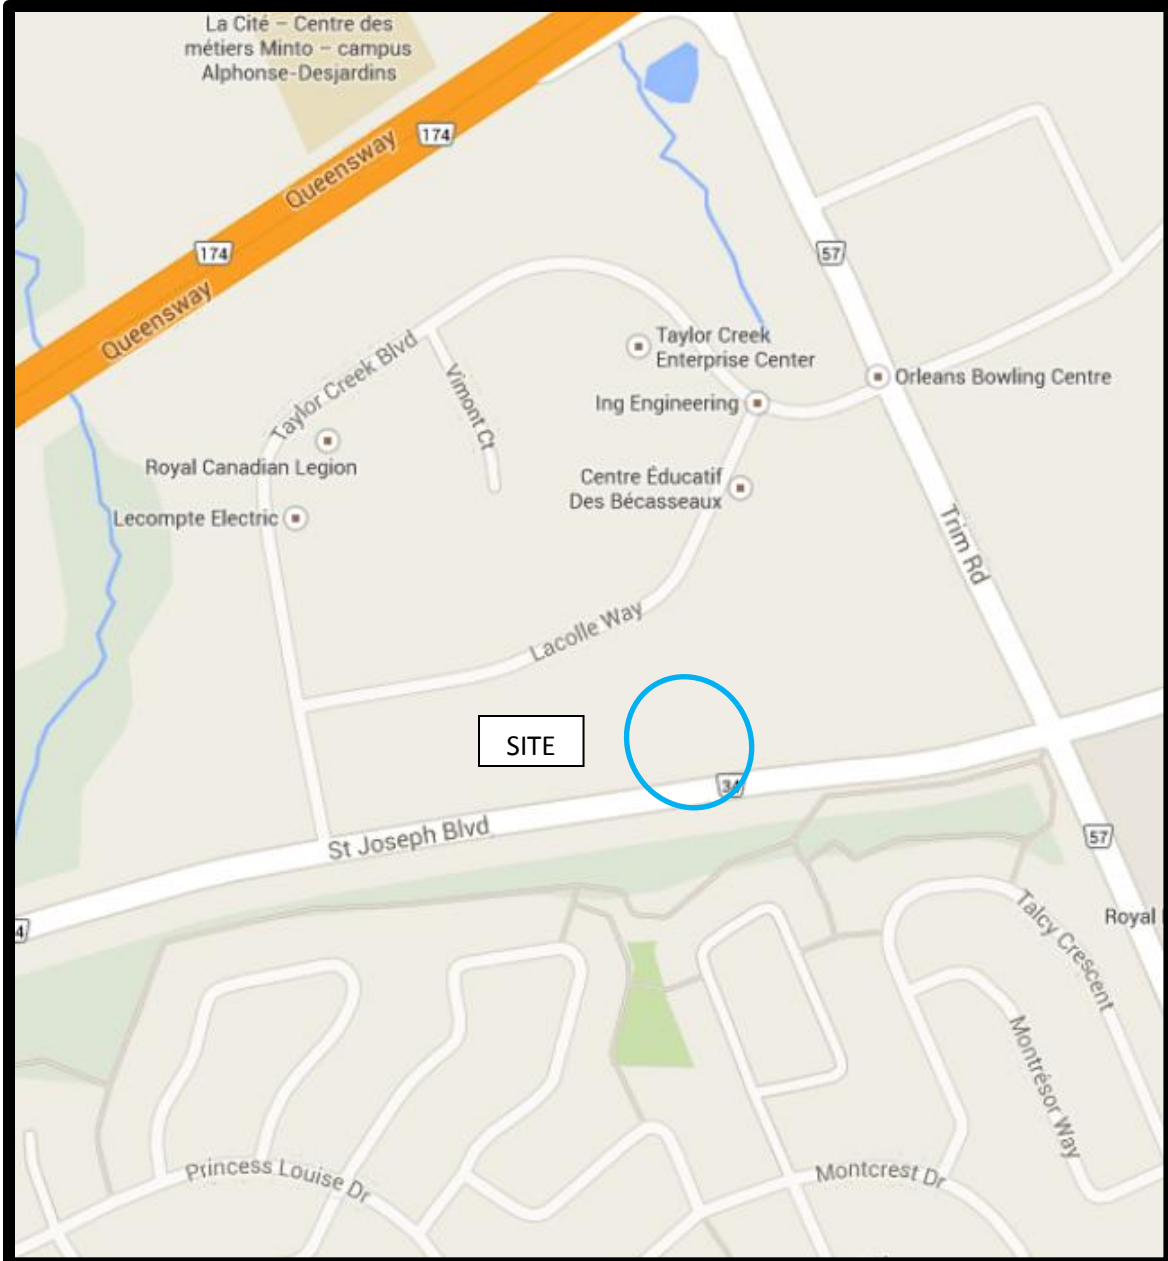 La Cité – Centre des
métiers Minto – campus
Alphonse-Desjardins
174
Queensway
174
57
Queensway
Taylor Creek
Enterprise Center
Taylor Creek Blvd
Vimont Ct
Orleans Bowling Centre
Ing Engineering
Royal Canadian Legion
Centre Éducatif
Des Bécasseaux
Lecompte Electric
Trim Rd
Lacolle Way
SITE
34
St Joseph Blvd
57
Talcy Crescent
Royal
4
Montrésor Way
Princess Louise Dr
Montcrest Dr